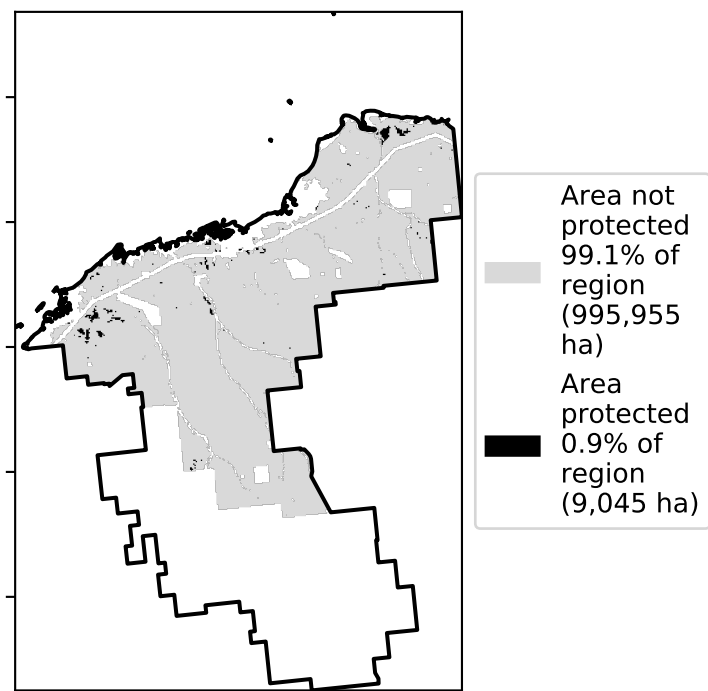 Area not
protected
99.1% of
region
(995,955
ha)
Area
protected
0.9% of
region
(9,045 ha)